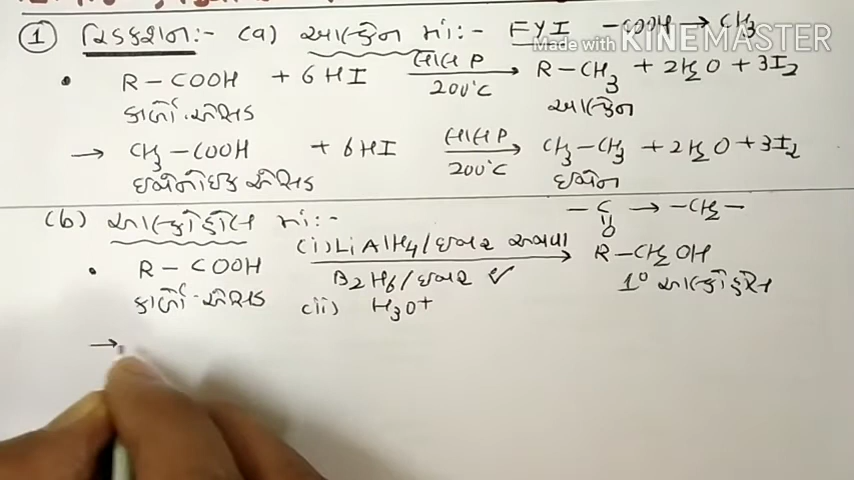 ① રિડક્શન:- (a) આલ્કેન માં:- FYI -COOH → CH₃
Made with KINEMASTER
• R-COOH + 6HI લાલ P / 200°C → R-CH₃ + 2H₂O + 3I₂
કાર્બો.એસિડ આલ્કેન
→ CH₃-COOH + 6HI લાલ P / 200°C → CH₃-CH₃ + 2H₂O + 3I₂
ઇથેનોઇક એસિડ ઇથેન
(b) આલ્કોહોલ માં:- -C- → -CH₂-
O
(i) LiAlH₄/ઇથર અથવા
• R-COOH → R-CH₂OH
B₂H₆/ઇથર ✓
કાર્બો.એસિડ (ii) H₃O⁺ 1° આલ્કોહોલ
→